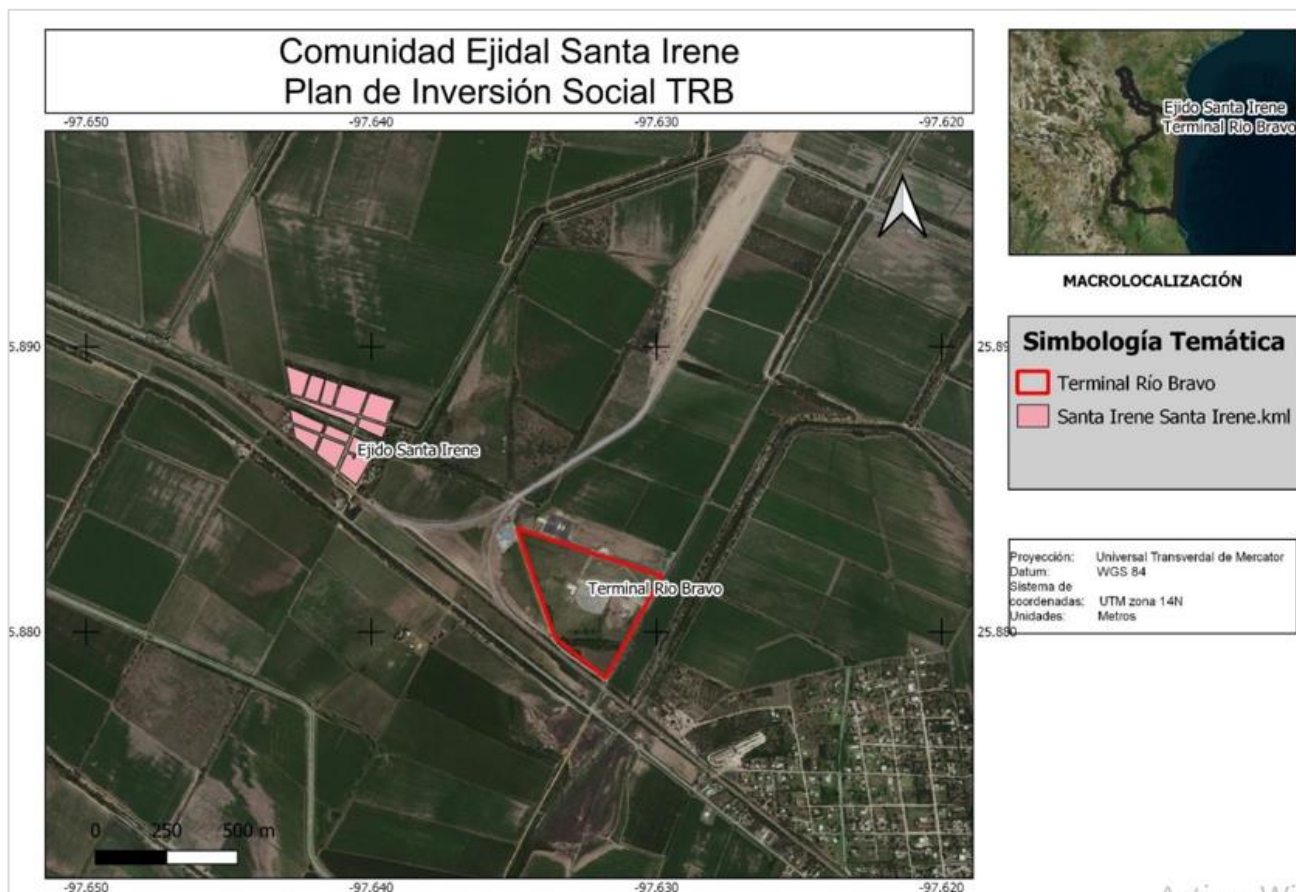 Comunidad Ejidal Santa Irene
Plan de Inversión Social TRB
-97.650 -97.640 -97.630 -97.620
Ejido Santa Irene
Terminal Rio Bravo
MACROLOCALIZACIÓN
5.890 25.89
Simbología Temática
Terminal Río Bravo
Santa Irene Santa Irene.kml
Ejido Santa Irene
Terminal Rio Bravo
Proyección: Universal Transverdal de Mercator
Datum: WGS 84
Sistema de
coordenadas: UTM zona 14N
Unidades: Metros
5.880 25.880
0 250 500 m
-97.650 -97.640 -97.630 -97.620